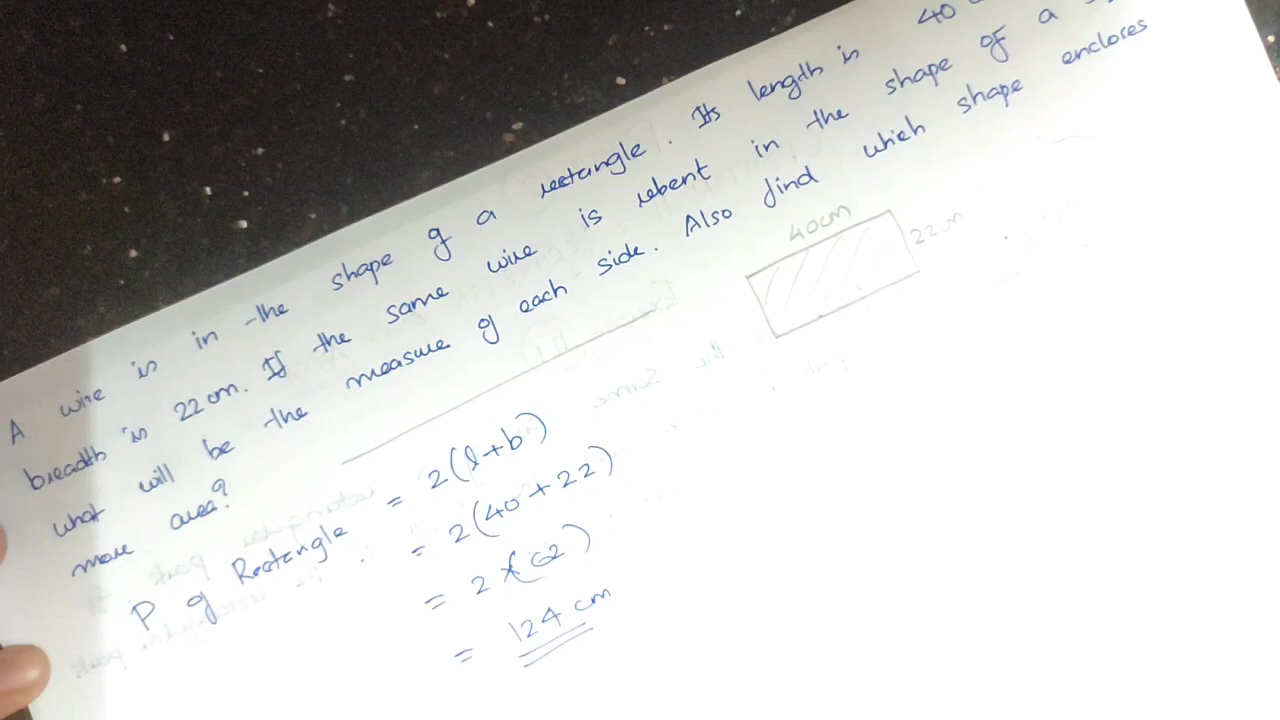 A wire is in the shape of a rectangle. Its length is 40
breadth is 22 cm. If the same wire is rebent in the shape of a
what will be the measure of each side. Also find which shape encloses
more area?
40cm
22
P of Rectangle = 2(l+b)
= 2(40+22)
= 2 × (62)
= 124 cm